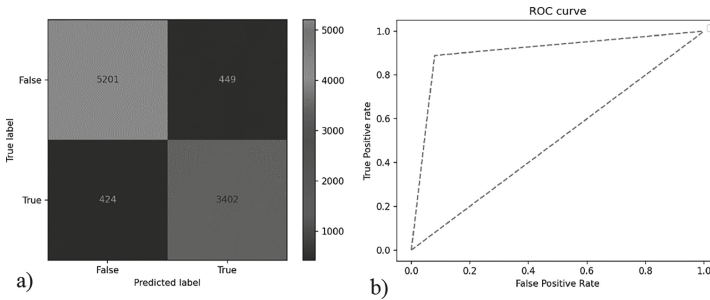 False
True
True label
5201
449
424
3402
False
True
Predicted label
5000
4000
3000
2000
1000
a)
ROC curve
True Positive rate
1.0
0.8
0.6
0.4
0.2
0.0
0.0
0.2
0.4
0.6
0.8
1.0
False Positive Rate
b)